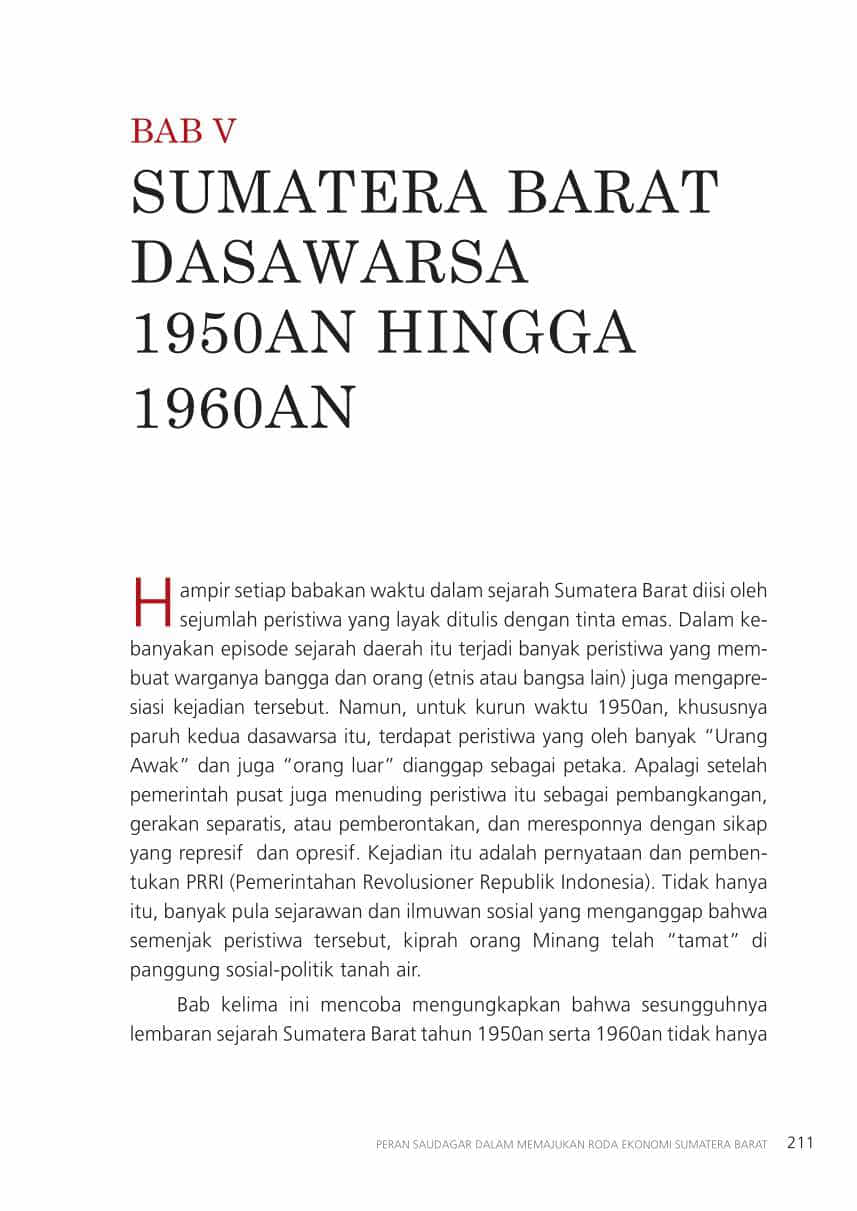 BAB V
SUMATERA BARAT
DASAWARSA
1950AN HINGGA
1960AN
Hampir setiap babakan waktu dalam sejarah Sumatera Barat diisi oleh
sejumlah peristiwa yang layak ditulis dengan tinta emas. Dalam ke-
banyakan episode sejarah daerah itu terjadi banyak peristiwa yang mem-
buat warganya bangga dan orang (etnis atau bangsa lain) juga mengapre-
siasi kejadian tersebut. Namun, untuk kurun waktu 1950an, khususnya
paruh kedua dasawarsa itu, terdapat peristiwa yang oleh banyak “Urang
Awak” dan juga “orang luar” dianggap sebagai petaka. Apalagi setelah
pemerintah pusat juga menuding peristiwa itu sebagai pembangkangan,
gerakan separatis, atau pemberontakan, dan meresponnya dengan sikap
yang represif  dan opresif. Kejadian itu adalah pernyataan dan pemben-
tukan PRRI (Pemerintahan Revolusioner Republik Indonesia). Tidak hanya
itu, banyak pula sejarawan dan ilmuwan sosial yang menganggap bahwa
semenjak peristiwa tersebut, kiprah orang Minang telah “tamat” di
panggung sosial-politik tanah air.
Bab kelima ini mencoba mengungkapkan bahwa sesungguhnya
lembaran sejarah Sumatera Barat tahun 1950an serta 1960an tidak hanya
PERAN SAUDAGAR DALAM MEMAJUKAN RODA EKONOMI SUMATERA BARAT 211